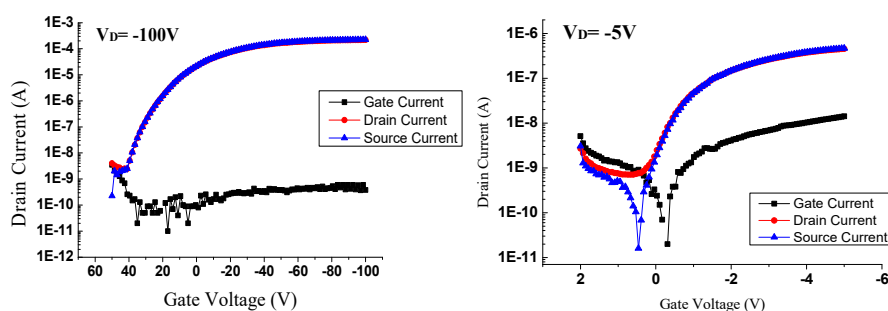 V_D= -100V
Drain Current (A)
1E-3
1E-4
1E-5
1E-6
1E-7
1E-8
1E-9
1E-10
1E-11
1E-12
Gate Current
Drain Current
Source Current
60 40 20 0 -20 -40 -60 -80 -100
Gate Voltage (V)
V_D= -5V
Drain Current (A)
1E-6
1E-7
1E-8
1E-9
1E-10
1E-11
Gate Current
Drain Current
Source Current
2 0 -2 -4 -6
Gate Voltage (V)